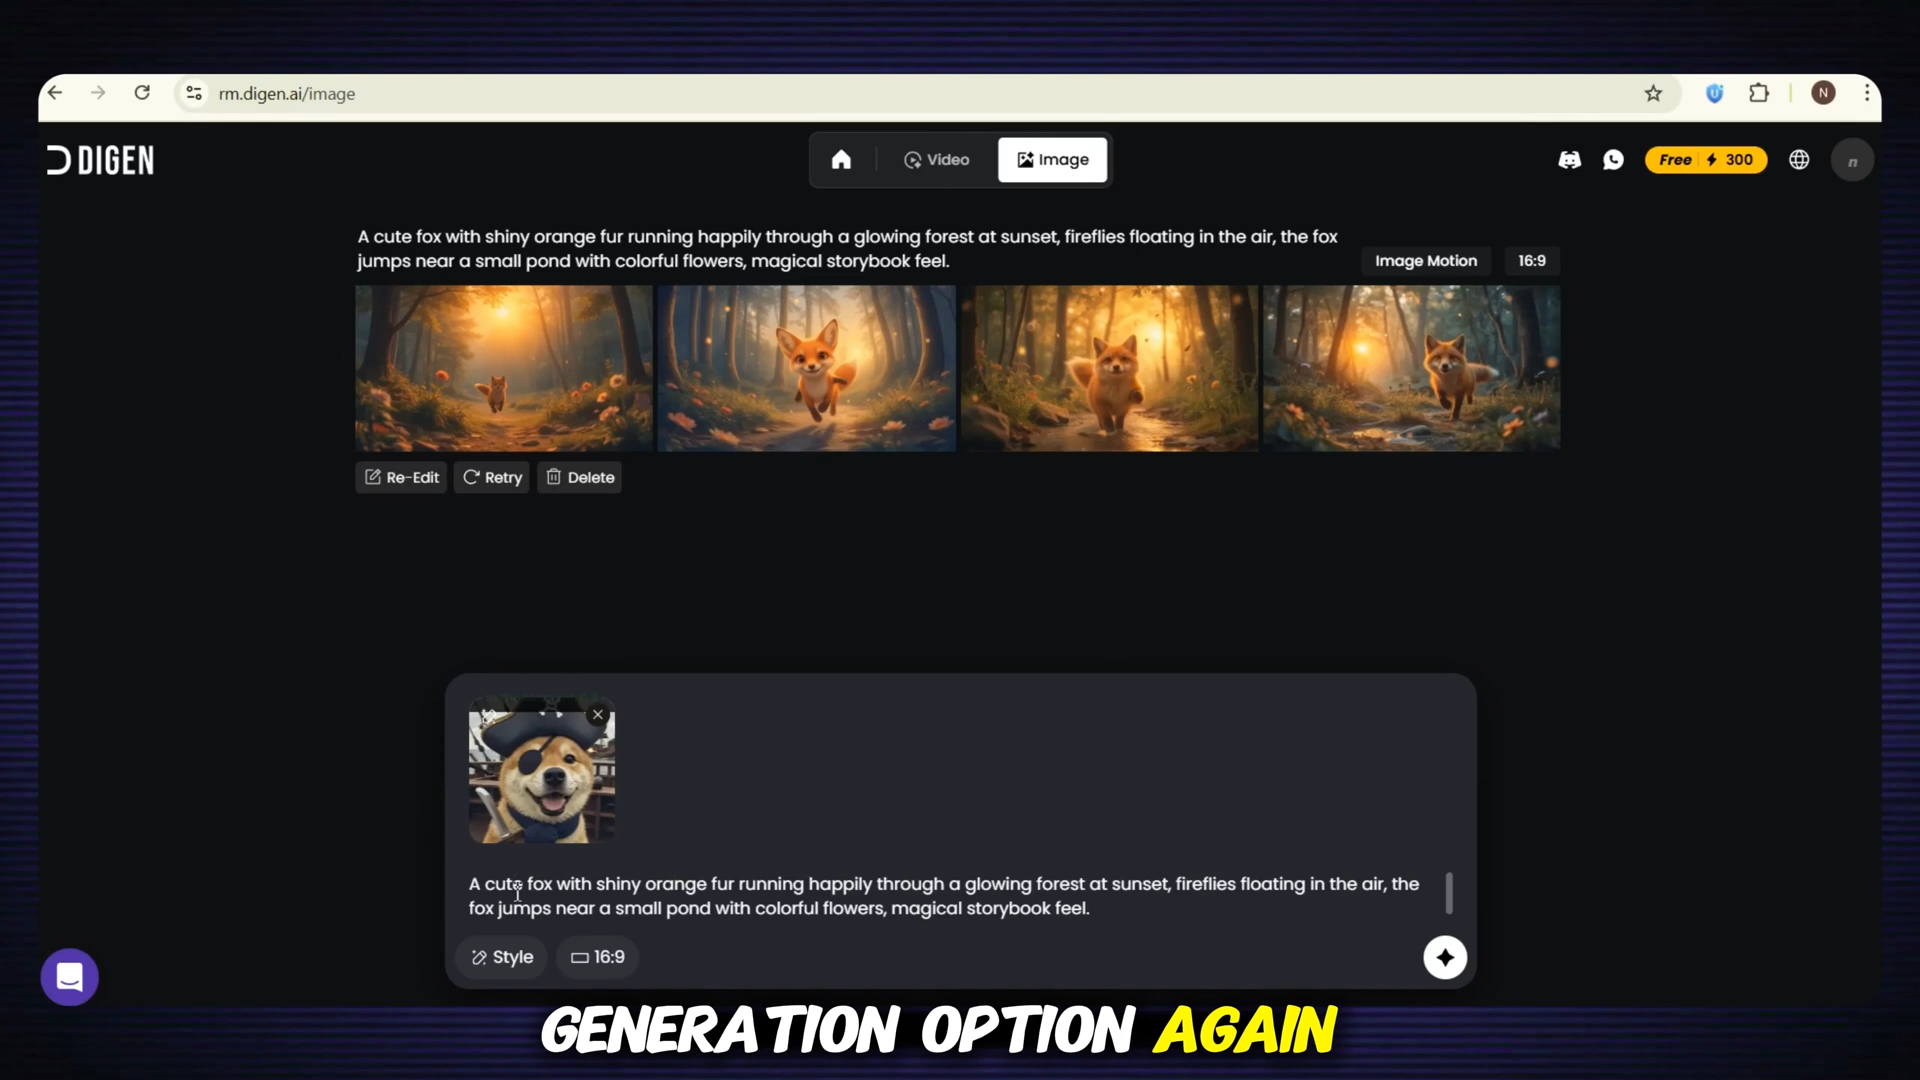 rm.digen.ai/image
N
DIGEN
Video
Image
Free
300
n
A cute fox with shiny orange fur running happily through a glowing forest at sunset, fireflies floating in the air, the fox
jumps near a small pond with colorful flowers, magical storybook feel.
Image Motion
16:9
Re-Edit
Retry
Delete
A cute fox with shiny orange fur running happily through a glowing forest at sunset, fireflies floating in the air, the
fox jumps near a small pond with colorful flowers, magical storybook feel.
Style
16:9
GENERATION OPTION AGAIN